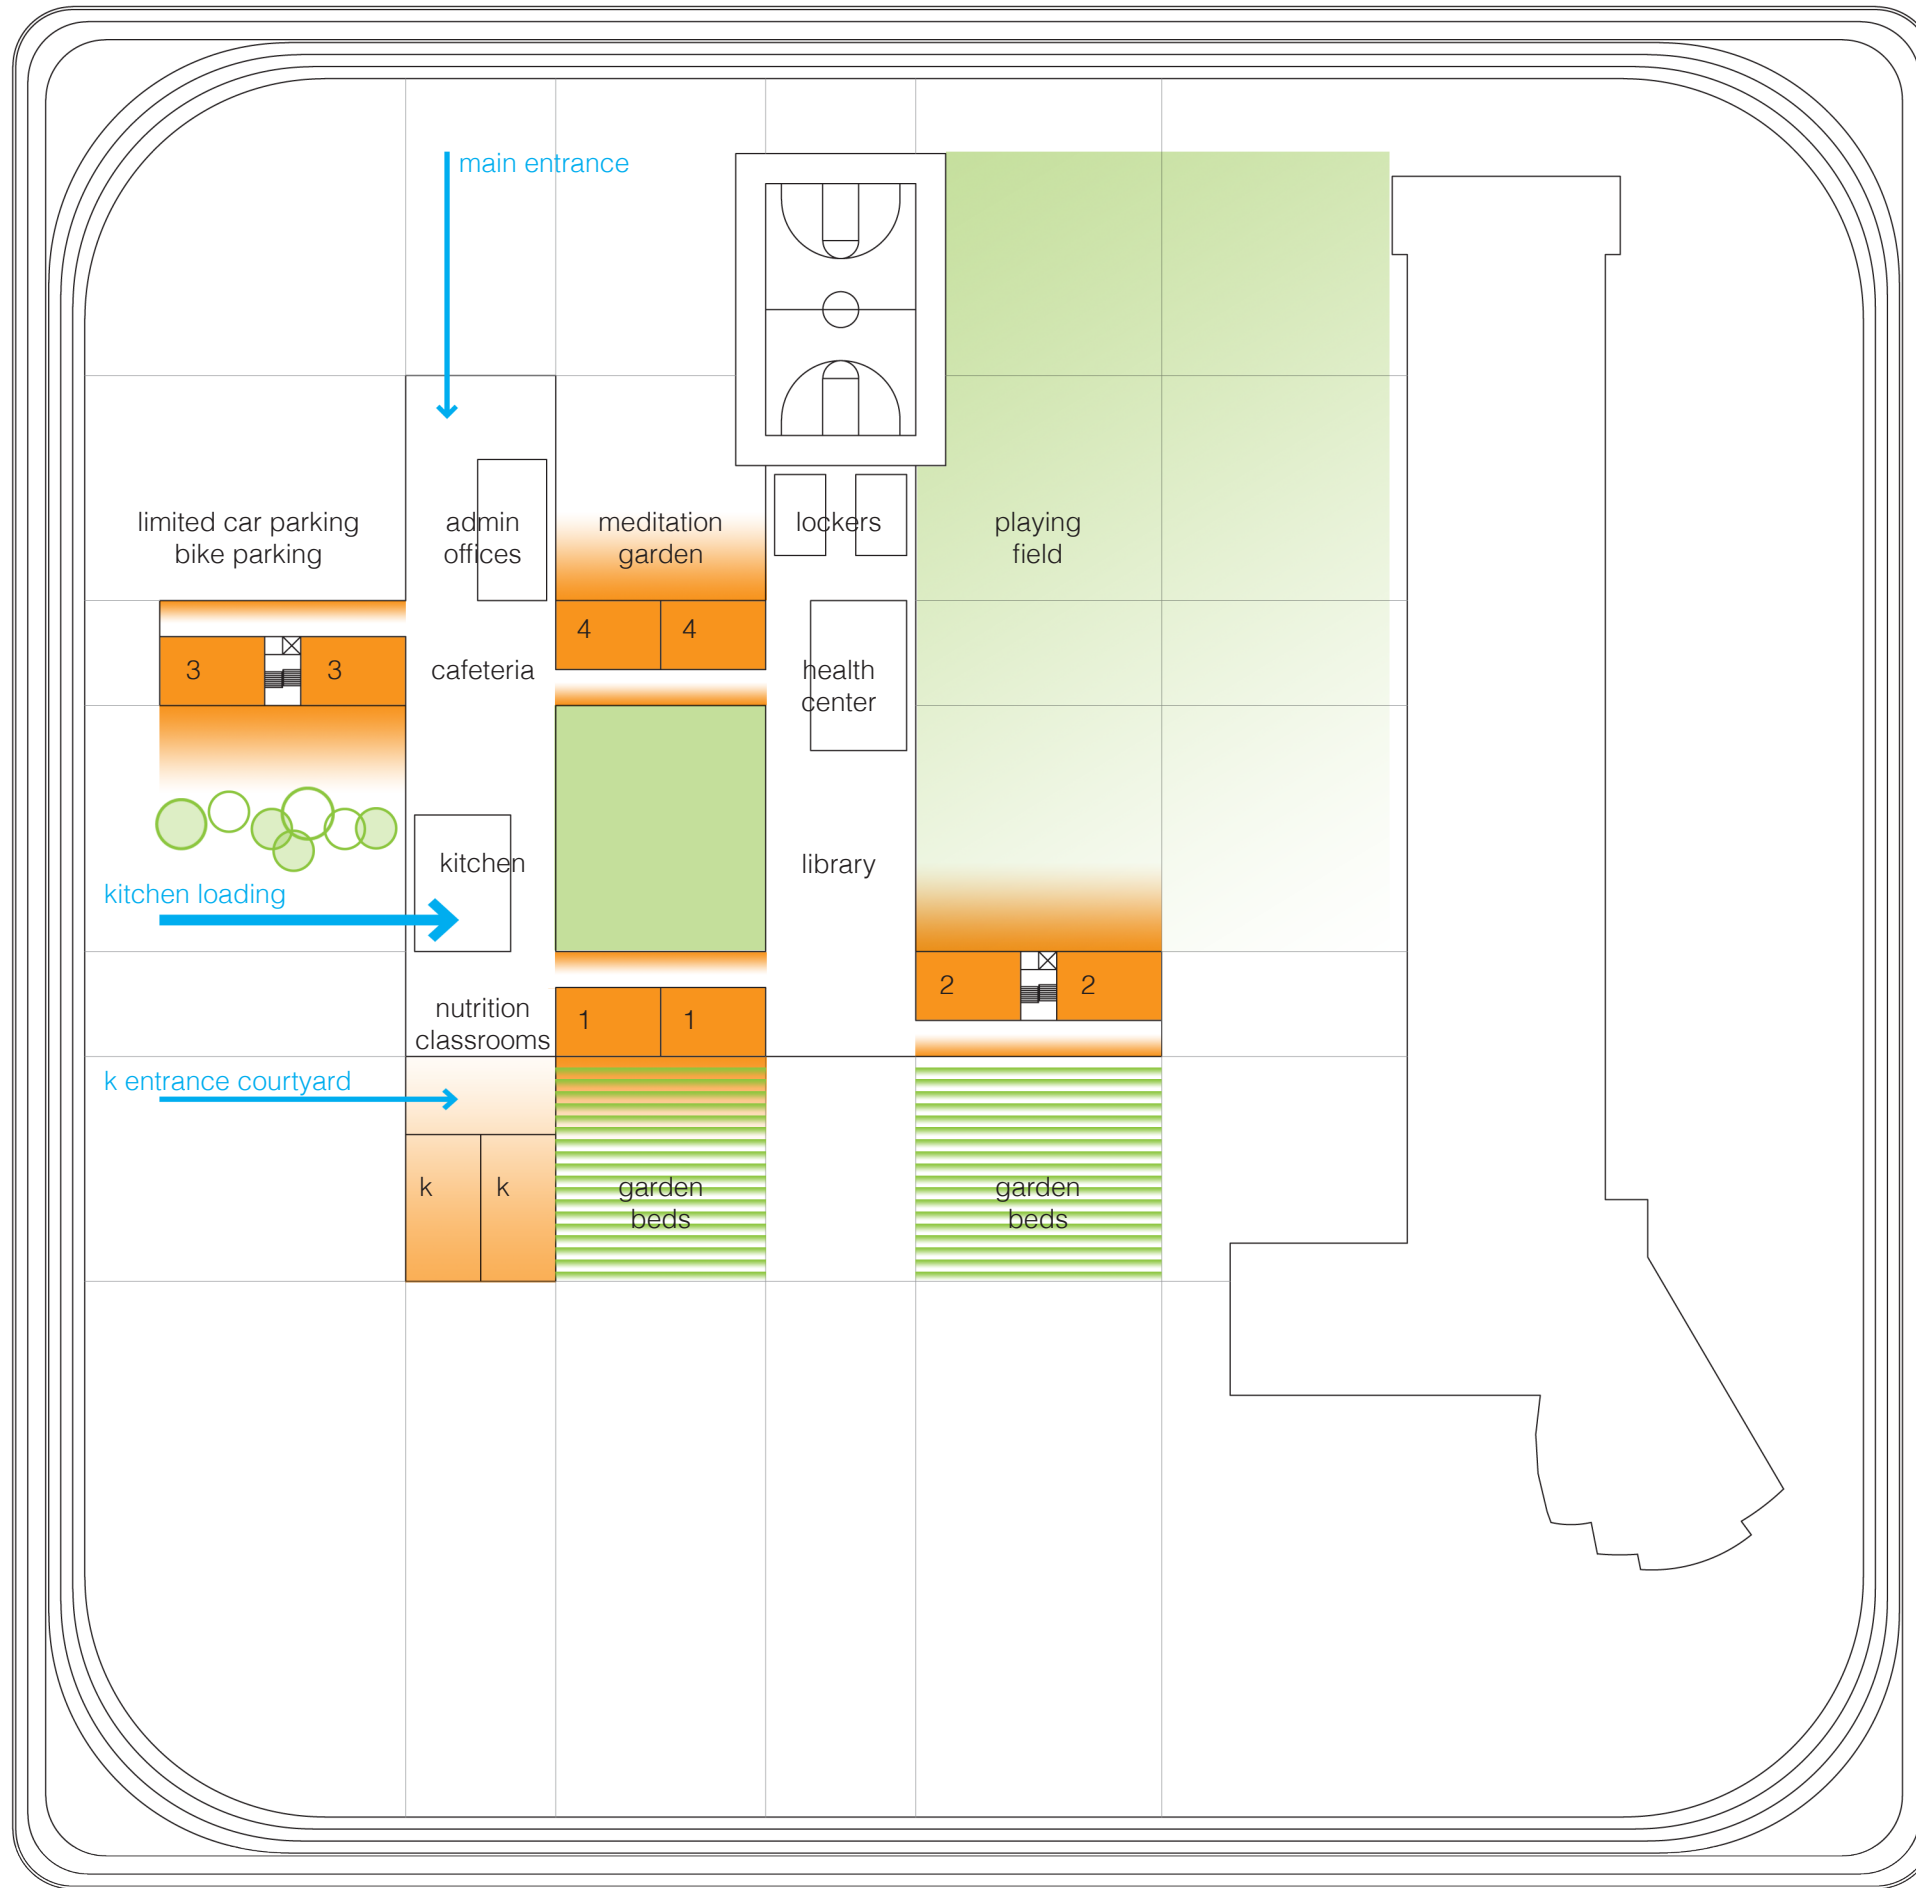 main entrance
limited car parking
bike parking
admin
offices
meditation
garden
lockers
playing
field
4 4
3 3
cafeteria
health
center
kitchen
library
kitchen loading
2 2
nutrition
classrooms
1 1
k entrance courtyard
k k
garden
beds
garden
beds